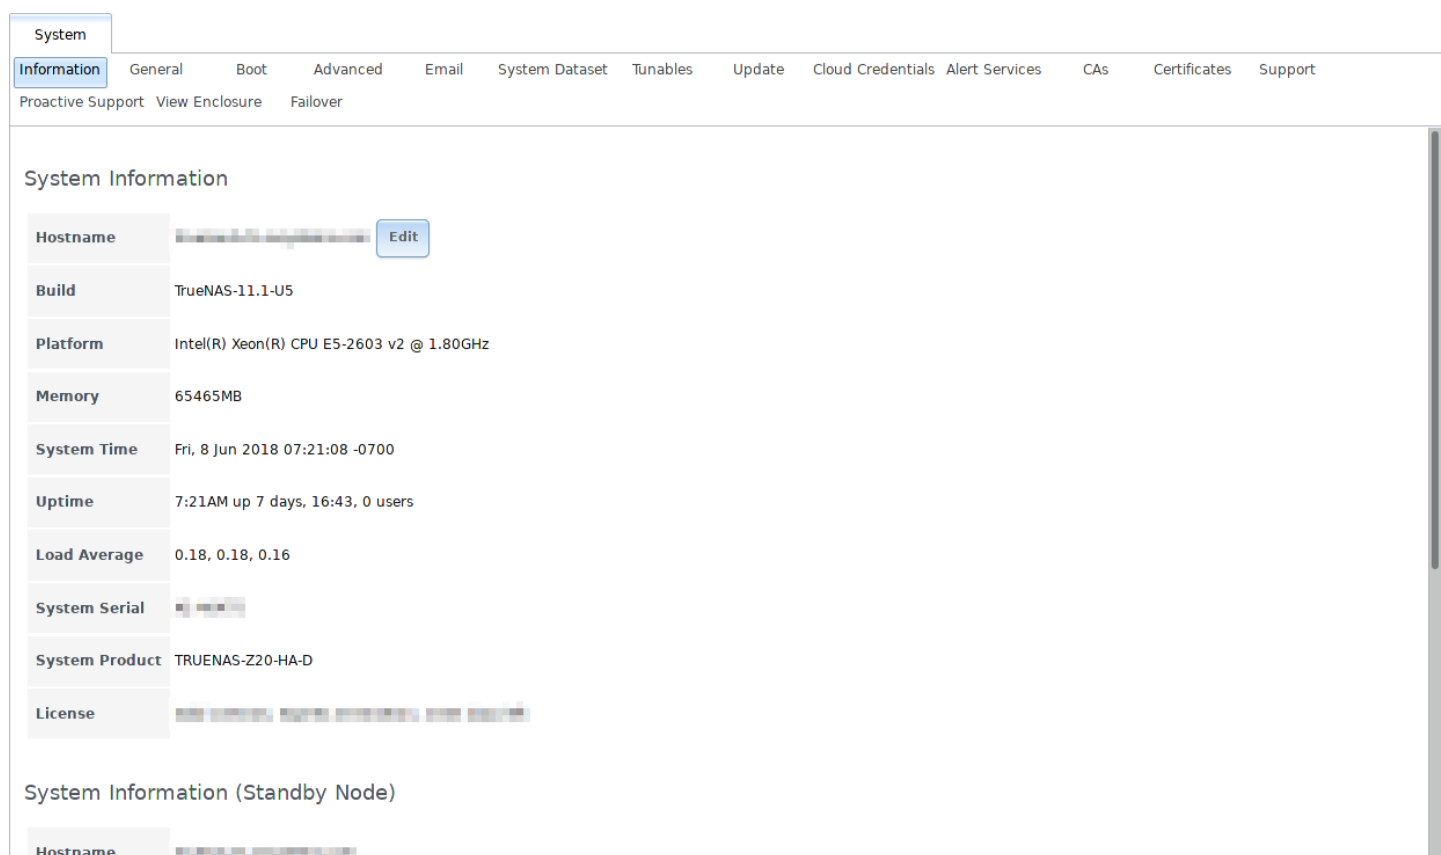 System
Information General Boot Advanced Email System Dataset Tunables Update Cloud Credentials Alert Services CAs Certificates Support
Proactive Support View Enclosure Failover
System Information
Hostname Edit
Build TrueNAS-11.1-U5
Platform Intel(R) Xeon(R) CPU E5-2603 v2 @ 1.80GHz
Memory 65465MB
System Time Fri, 8 Jun 2018 07:21:08 -0700
Uptime 7:21AM up 7 days, 16:43, 0 users
Load Average 0.18, 0.18, 0.16
System Serial
System Product TRUENAS-Z20-HA-D
License
System Information (Standby Node)
Hostname